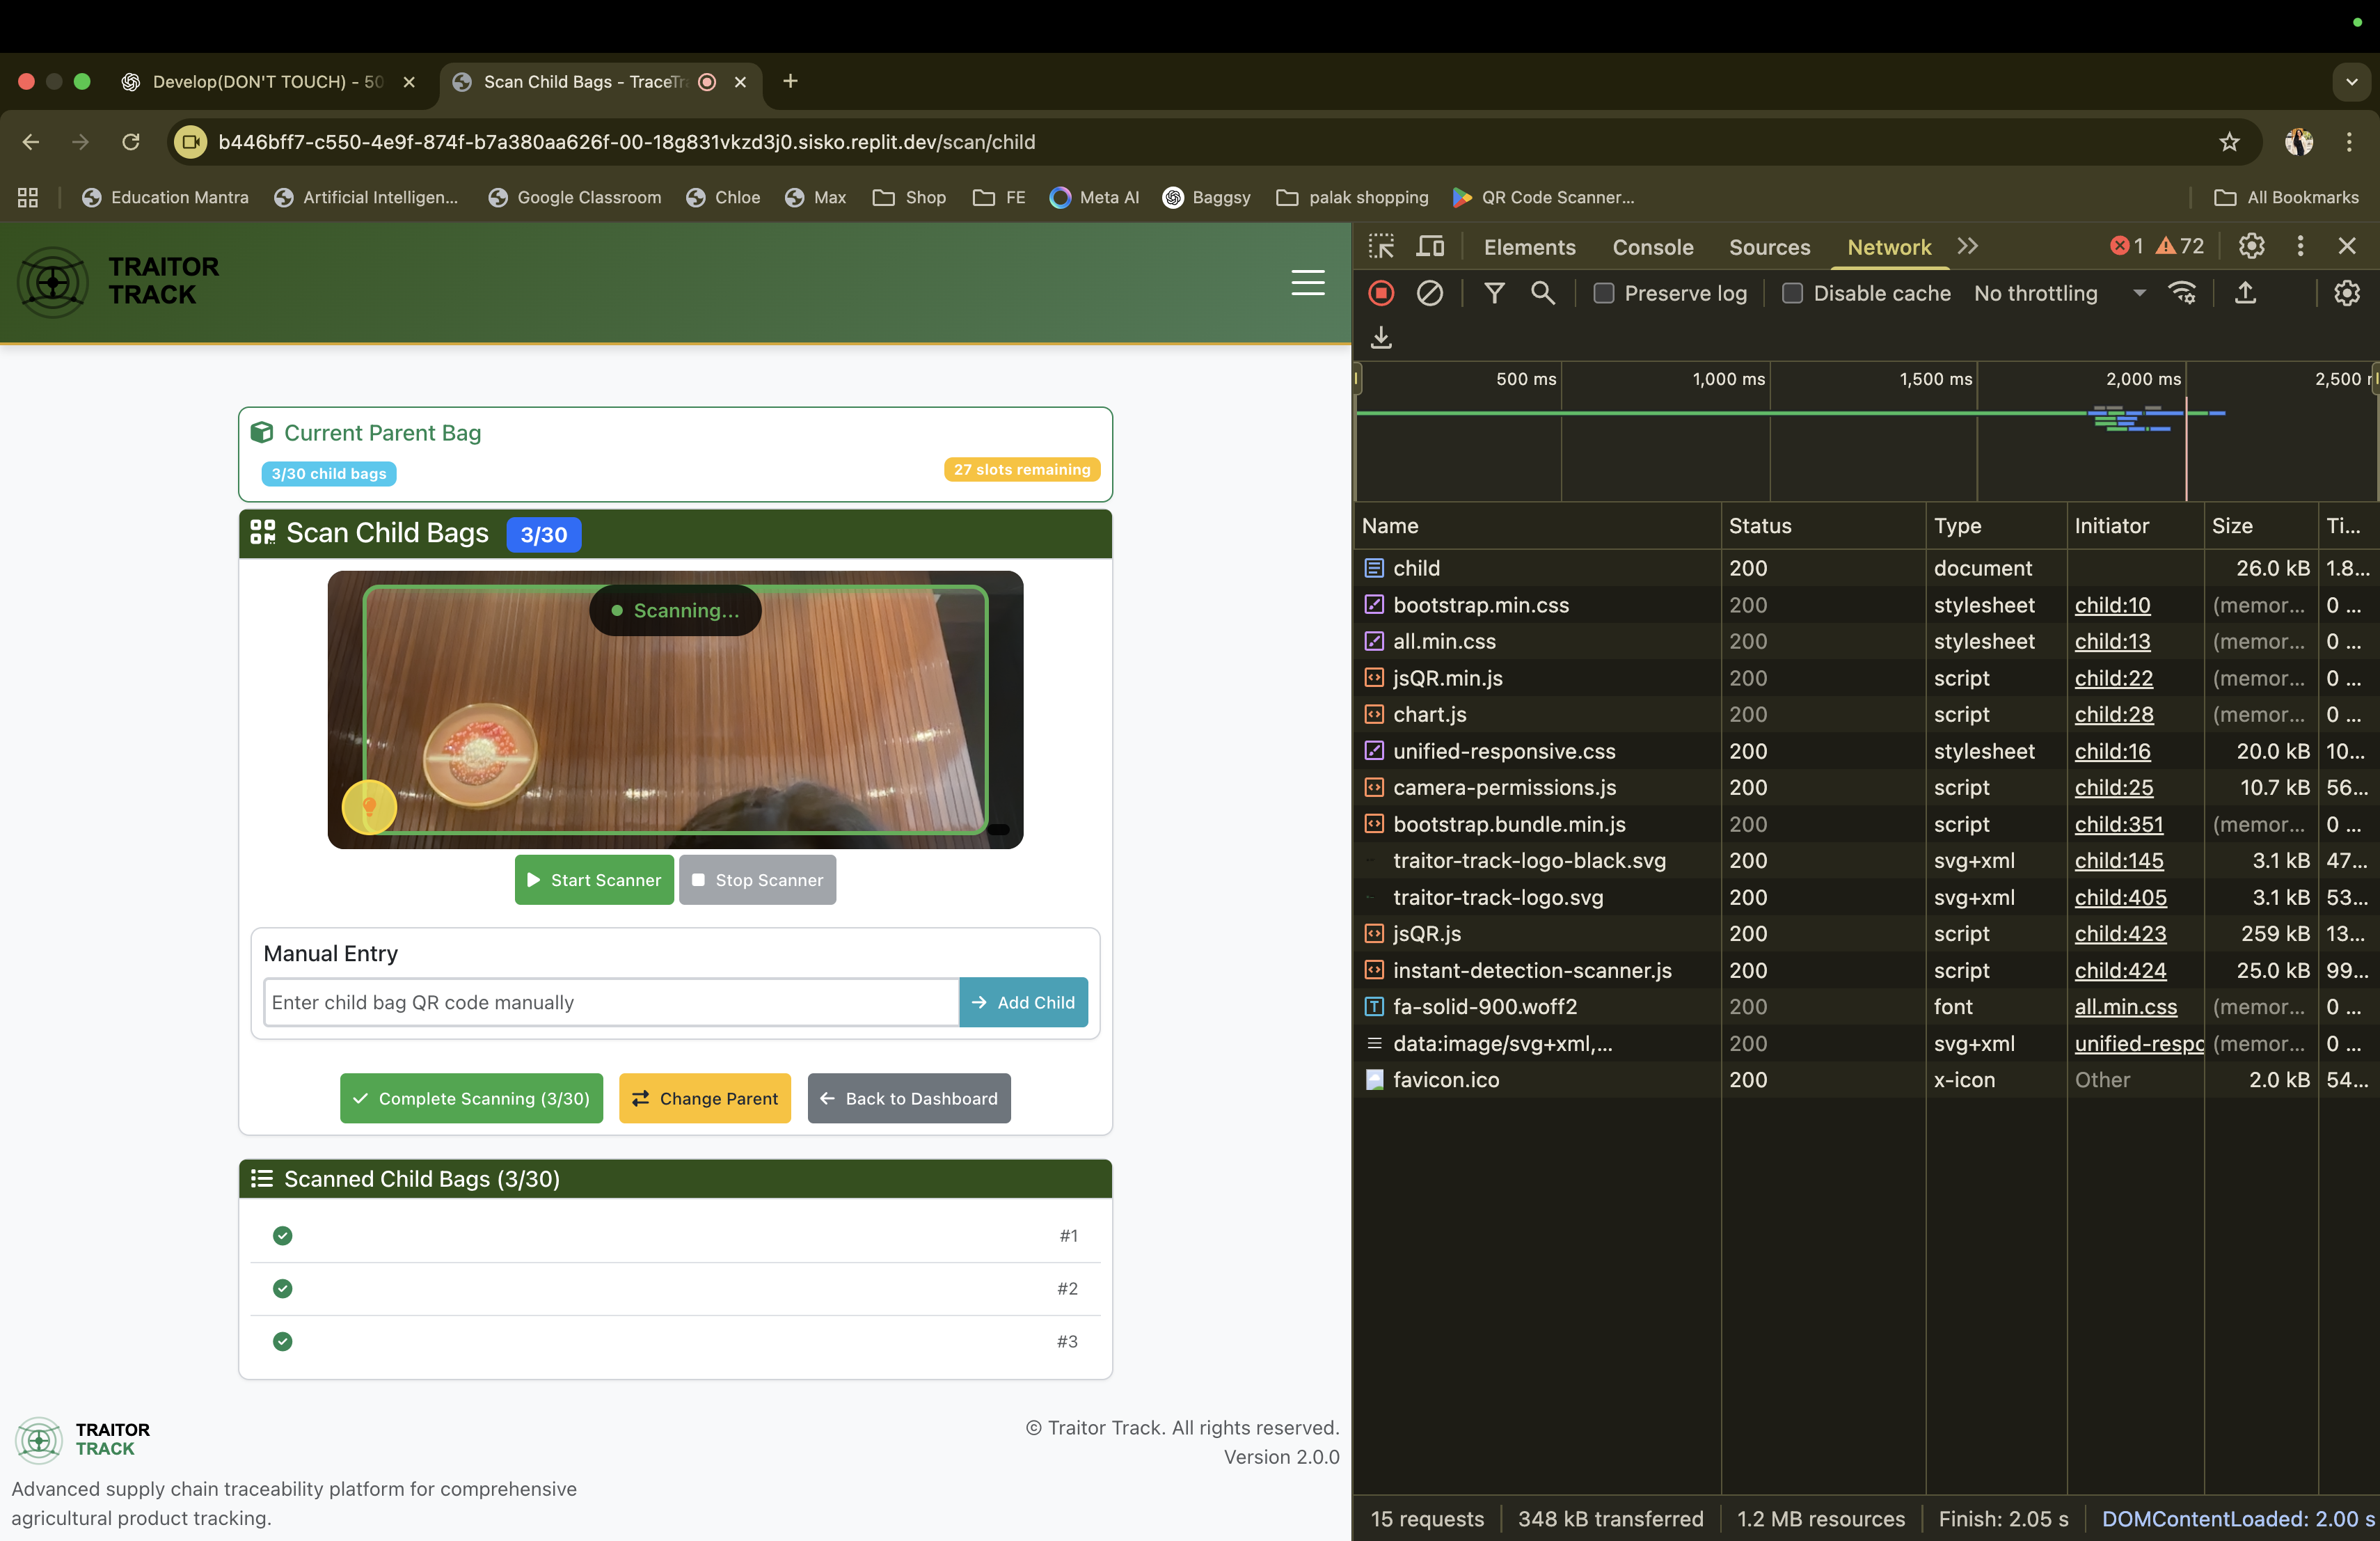 Develop(DON'T TOUCH) - 50
Scan Child Bags - TraceTr
b446bff7-c550-4e9f-874f-b7a380aa626f-00-18g831vkzd3j0.sisko.replit.dev/scan/child
Education Mantra
Artificial Intelligen...
Google Classroom
Chloe
Max
Shop
FE
Meta AI
Baggsy
palak shopping
QR Code Scanner...
All Bookmarks
TRAITOR
TRACK
Current Parent Bag
3/30 child bags
27 slots remaining
Scan Child Bags 3/30
Scanning...
Start Scanner
Stop Scanner
Manual Entry
Enter child bag QR code manually
Add Child
Complete Scanning (3/30)
Change Parent
Back to Dashboard
Scanned Child Bags (3/30)
#1
#2
#3
TRAITOR
TRACK
Advanced supply chain traceability platform for comprehensive
agricultural product tracking.
© Traitor Track. All rights reserved.
Version 2.0.0
Elements Console Sources Network 1 72
Preserve log Disable cache No throttling
500 ms 1,000 ms 1,500 ms 2,000 ms 2,500
Name Status Type Initiator Size Ti...
child 200 document 26.0 kB 1.8...
bootstrap.min.css 200 stylesheet child:10 (memor... 0 ...
all.min.css 200 stylesheet child:13 (memor... 0 ...
jsQR.min.js 200 script child:22 (memor... 0 ...
chart.js 200 script child:28 (memor... 0 ...
unified-responsive.css 200 stylesheet child:16 20.0 kB 10...
camera-permissions.js 200 script child:25 10.7 kB 56...
bootstrap.bundle.min.js 200 script child:351 (memor... 0 ...
traitor-track-logo-black.svg 200 svg+xml child:145 3.1 kB 47...
traitor-track-logo.svg 200 svg+xml child:405 3.1 kB 53...
jsQR.js 200 script child:423 259 kB 13...
instant-detection-scanner.js 200 script child:424 25.0 kB 99...
fa-solid-900.woff2 200 font all.min.css (memor... 0 ...
data:image/svg+xml,... 200 svg+xml unified-respo (memor... 0 ...
favicon.ico 200 x-icon Other 2.0 kB 54...
15 requests 348 kB transferred 1.2 MB resources Finish: 2.05 s DOMContentLoaded: 2.00 s